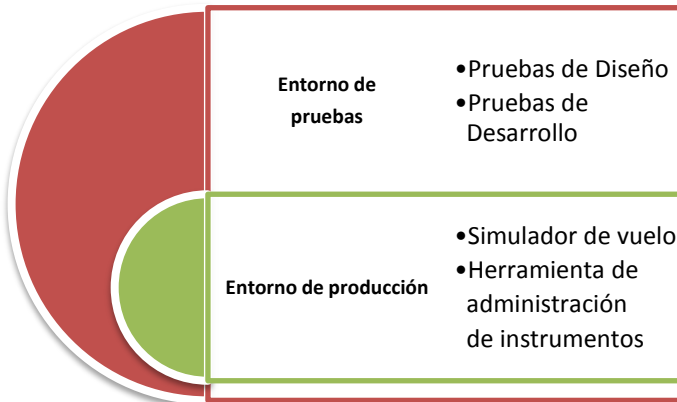 Entorno de
pruebas
•Pruebas de Diseño
•Pruebas de
Desarrollo
Entorno de producción
•Simulador de vuelo
•Herramienta de
administración
de instrumentos